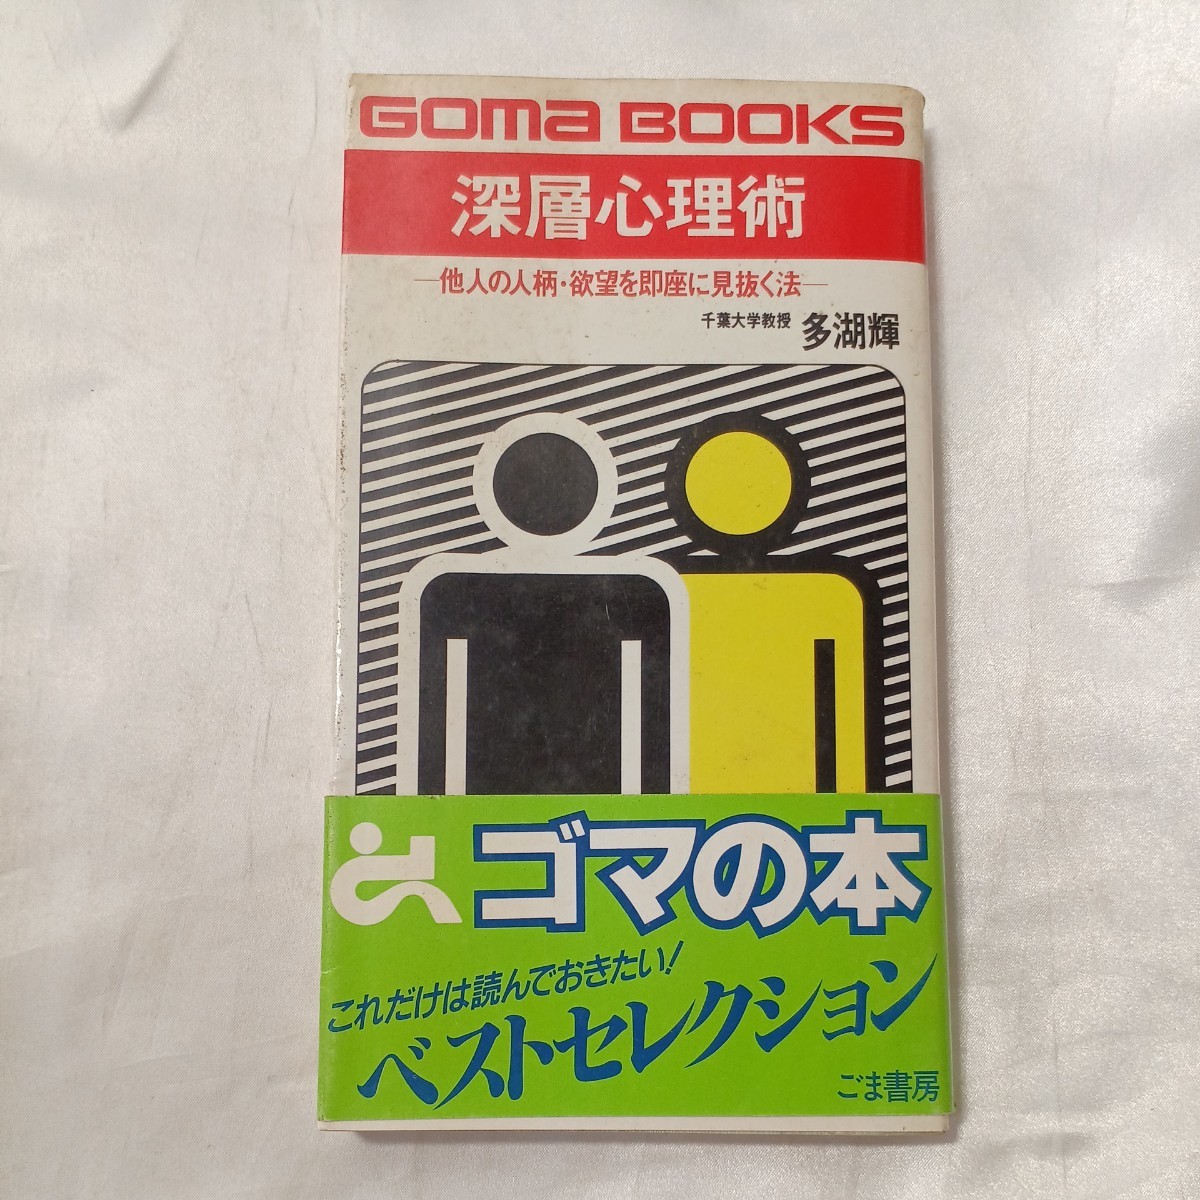 GOMA BOOKS
深層心理術
―他人の人柄・欲望を即座に見抜く法―
千葉大学教授 多湖輝
ゴマの本
これだけは読んでおきたい!
ベストセレクション
ごま書房